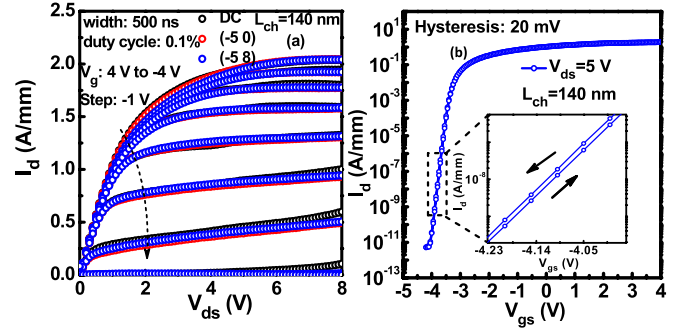 width: 500 ns
duty cycle: 0.1%
V_g: 4 V to -4 V
Step: -1 V
DC
(-5 0)
(-5 8)
L_ch=140 nm
(a)
2.5
2.0
1.5
1.0
0.5
0.0
I_d (A/mm)
0 2 4 6 8
V_ds (V)
Hysteresis: 20 mV
(b)
V_ds=5 V
L_ch=140 nm
10^1
10^-1
10^-3
10^-5
10^-7
10^-9
10^-11
10^-13
I_d (A/mm)
I_d (A/mm)
10^-8
-4.23 -4.14 -4.05
V_gs (V)
-5 -4 -3 -2 -1 0 1 2 3 4
V_gs (V)